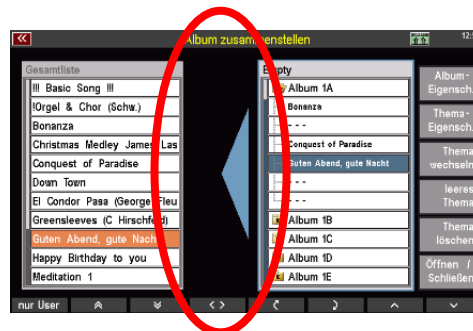 Album zusammenstellen 12:
Gesamtliste
!!! Basic Song !!!
!Orgel & Chor (Schw.)
Bonanza
Christmas Medley James Las
Conquest of Paradise
Down Town
El Condor Pasa (George Fleu
Greensleeves (C Hirschfeld)
Guten Abend, gute Nacht
Happy Birthday to you
Meditation 1
Empty
Album 1A
Bonanza
- - -
Conquest of Paradise
Guten Abend, gute Nacht
- - -
Album 1B
Album 1C
Album 1D
Album 1E
Album-
Eigensch.
Thema-
Eigensch.
Thema
wechseln
leeres
Thema
Thema
löschen
Öffnen /
Schließen
nur User